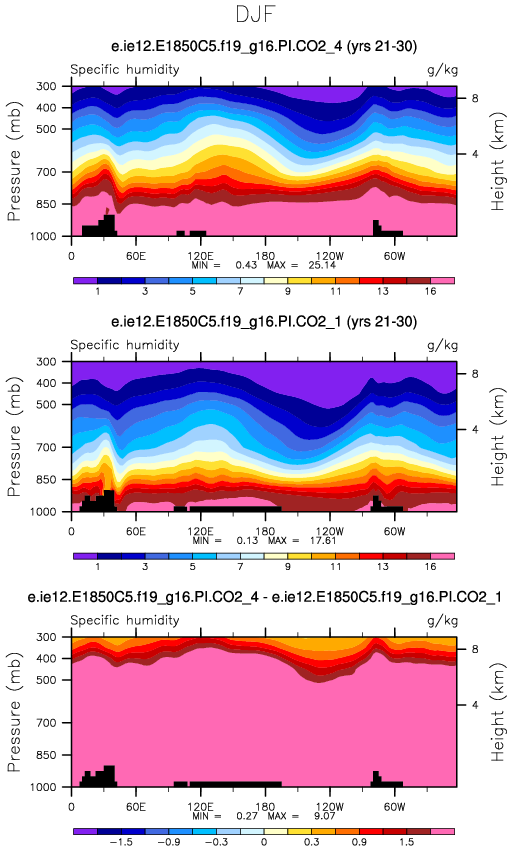 DJF
e.ie12.E1850C5.f19_g16.PI.CO2_4 (yrs 21-30)
Specific humidity g/kg
300
400
500
700
850
1000
Pressure (mb)
8
4
Height (km)
0 60E 120E 180 120W 60W
MIN = 0.43 MAX = 25.14
1 3 5 7 9 11 13 16
e.ie12.E1850C5.f19_g16.PI.CO2_1 (yrs 21-30)
Specific humidity g/kg
300
400
500
700
850
1000
Pressure (mb)
8
4
Height (km)
0 60E 120E 180 120W 60W
MIN = 0.13 MAX = 17.61
1 3 5 7 9 11 13 16
e.ie12.E1850C5.f19_g16.PI.CO2_4 - e.ie12.E1850C5.f19_g16.PI.CO2_1
Specific humidity g/kg
300
400
500
700
850
1000
Pressure (mb)
8
4
Height (km)
0 60E 120E 180 120W 60W
MIN = 0.27 MAX = 9.07
−1.5 −0.9 −0.3 0 0.3 0.9 1.5